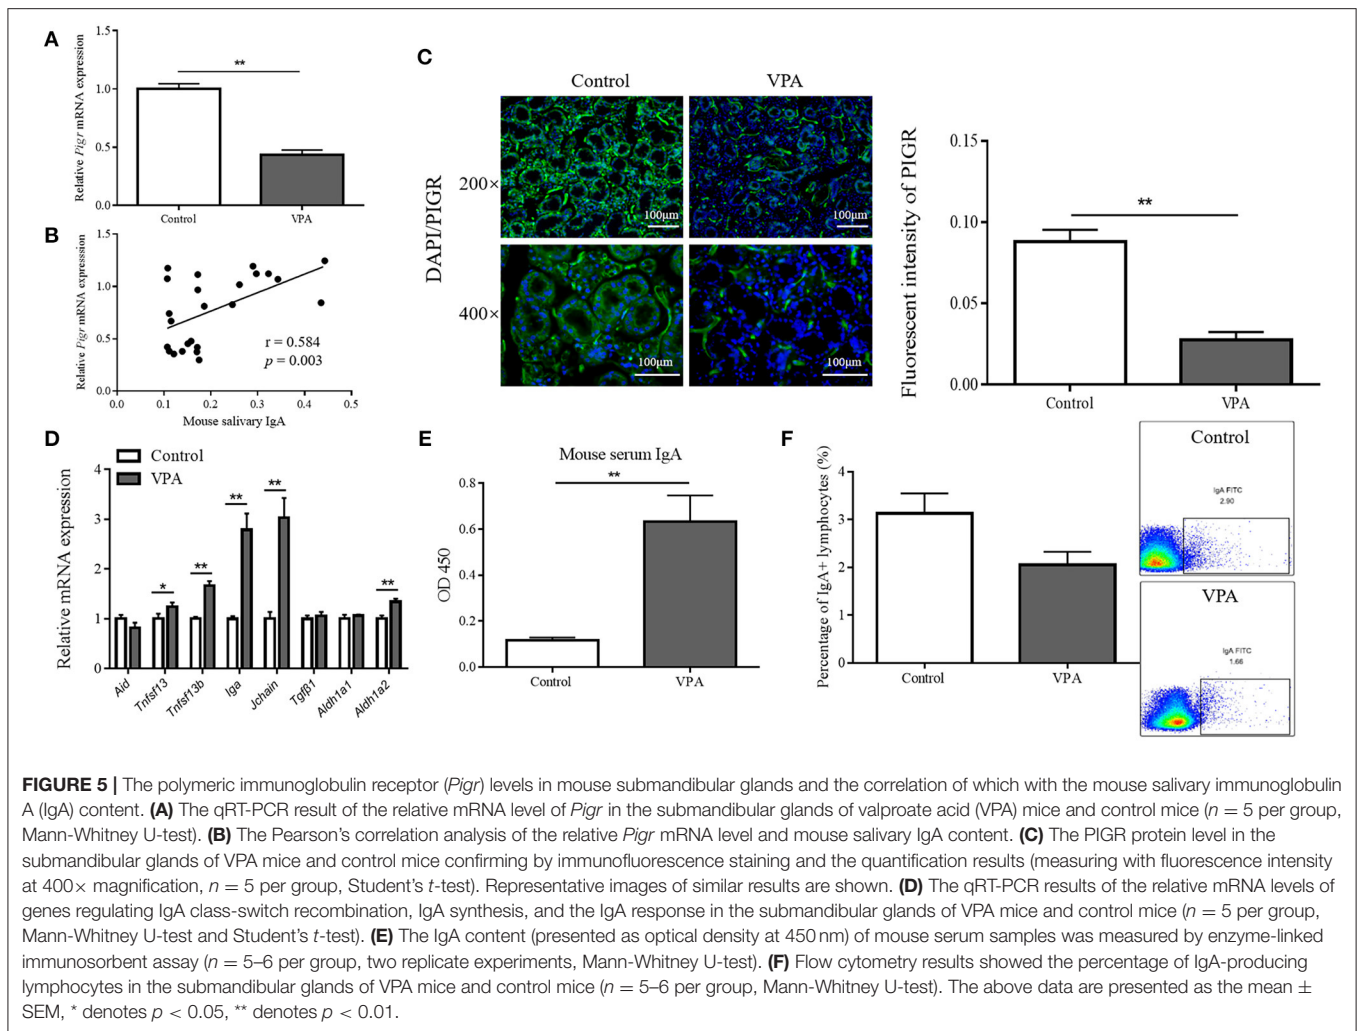 A
Relative Pigr mRNA expression
1.5
1.0
0.5
0.0
**
Control
VPA
B
Relative Pigr mRNA expresssion
1.5
1.0
0.5
0.0
r = 0.584
p = 0.003
0.0
0.1
0.2
0.3
0.4
0.5
Mouse salivary IgA
C
Control
VPA
DAPI/PIGR
200×
400×
100μm
100μm
100μm
100μm
Fluorescent intensity of PIGR
0.15
0.10
0.05
0.00
**
Control
VPA
D
Control
VPA
Relative mRNA expression
4
3
2
1
0
*
**
**
**
**
Aid
Tnfsf13
Tnfsf13b
Iga
Jchain
Tgfβ1
Aldh1a1
Aldh1a2
E
Mouse serum IgA
OD 450
0.8
0.6
0.4
0.2
0.0
**
Control
VPA
F
Percentage of IgA+ lymphocytes (%)
4
3
2
1
0
Control
VPA
Control
IgA FITC
2.90
VPA
IgA FITC
1.66
FIGURE 5 | The polymeric immunoglobulin receptor (Pigr) levels in mouse submandibular glands and the correlation of which with the mouse salivary immunoglobulin
A (IgA) content. (A) The qRT-PCR result of the relative mRNA level of Pigr in the submandibular glands of valproate acid (VPA) mice and control mice (n = 5 per group,
Mann-Whitney U-test). (B) The Pearson's correlation analysis of the relative Pigr mRNA level and mouse salivary IgA content. (C) The PIGR protein level in the
submandibular glands of VPA mice and control mice confirming by immunofluorescence staining and the quantification results (measuring with fluorescence intensity
at 400× magnification, n = 5 per group, Student's t-test). Representative images of similar results are shown. (D) The qRT-PCR results of the relative mRNA levels of
genes regulating IgA class-switch recombination, IgA synthesis, and the IgA response in the submandibular glands of VPA mice and control mice (n = 5 per group,
Mann-Whitney U-test and Student's t-test). (E) The IgA content (presented as optical density at 450 nm) of mouse serum samples was measured by enzyme-linked
immunosorbent assay (n = 5–6 per group, two replicate experiments, Mann-Whitney U-test). (F) Flow cytometry results showed the percentage of IgA-producing
lymphocytes in the submandibular glands of VPA mice and control mice (n = 5–6 per group, Mann-Whitney U-test). The above data are presented as the mean ±
SEM, * denotes p < 0.05, ** denotes p < 0.01.